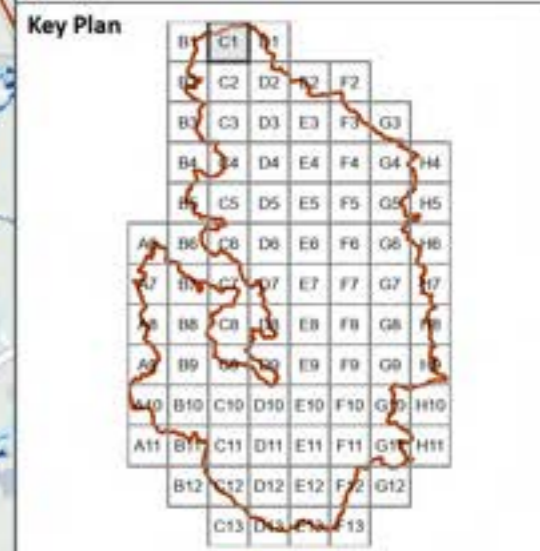 Key Plan
B1 C1 D1
B2 C2 D2 E2 F2
B3 C3 D3 E3 F3 G3
B4 C4 D4 E4 F4 G4 H4
B5 C5 D5 E5 F5 G5 H5
A6 B6 C6 D6 E6 F6 G6 H6
A7 B7 C7 D7 E7 F7 G7 H7
A8 B8 C8 D8 E8 F8 G8 H8
A9 B9 C9 D9 E9 F9 G9 H9
A10 B10 C10 D10 E10 F10 G10 H10
A11 B11 C11 D11 E11 F11 G11 H11
B12 C12 D12 E12 F12 G12
C13 D13 E13 F13